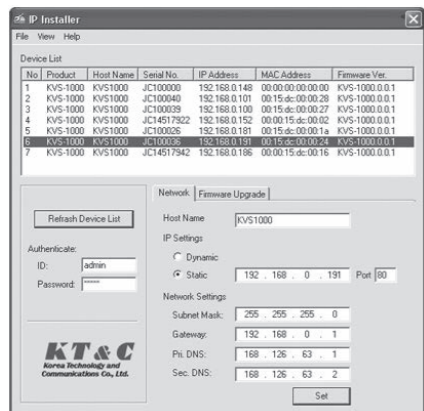 IP Installer
File View Help
Device List
No Product Host Name Serial No. IP Address MAC Address Firmware Ver.
1 KVS-1000 KVS1000 JC100000 192.168.0.148 00:00:00:00:00:00 KVS-1000.0.0.1
2 KVS-1000 KVS1000 JC100040 192.168.0.101 00:15:dc:00:00:28 KVS-1000.0.0.1
3 KVS-1000 KVS1000 JC100039 192.168.0.100 00:15:dc:00:00:27 KVS-1000.0.0.1
4 KVS-1000 KVS1000 JC14517922 192.168.0.152 00:00:15:dc:00:02 KVS-1000.0.0.1
5 KVS-1000 KVS1000 JC100026 192.168.0.181 00:15:dc:00:00:1a KVS-1000.0.0.1
6 KVS-1000 KVS1000 JC100036 192.168.0.191 00:15:dc:00:00:24 KVS-1000.0.0.1
7 KVS-1000 KVS1000 JC14517942 192.168.0.186 00:00:15:dc:00:16 KVS-1000.0.0.1
Refrash Device List
Authenticate:
ID: admin
Password: *****
KT&C
Korea Technology and
Communications Co., Ltd.
Network Firmware Upgrade
Host Name KVS1000
IP Settings
Dynamic
Static 192 . 168 . 0 . 191 Port 80
Network Settings
Subnet Mask: 255 . 255 . 255 . 0
Gateway: 192 . 168 . 0 . 1
Pri. DNS: 168 . 126 . 63 . 1
Sec. DNS: 168 . 126 . 63 . 2
Set